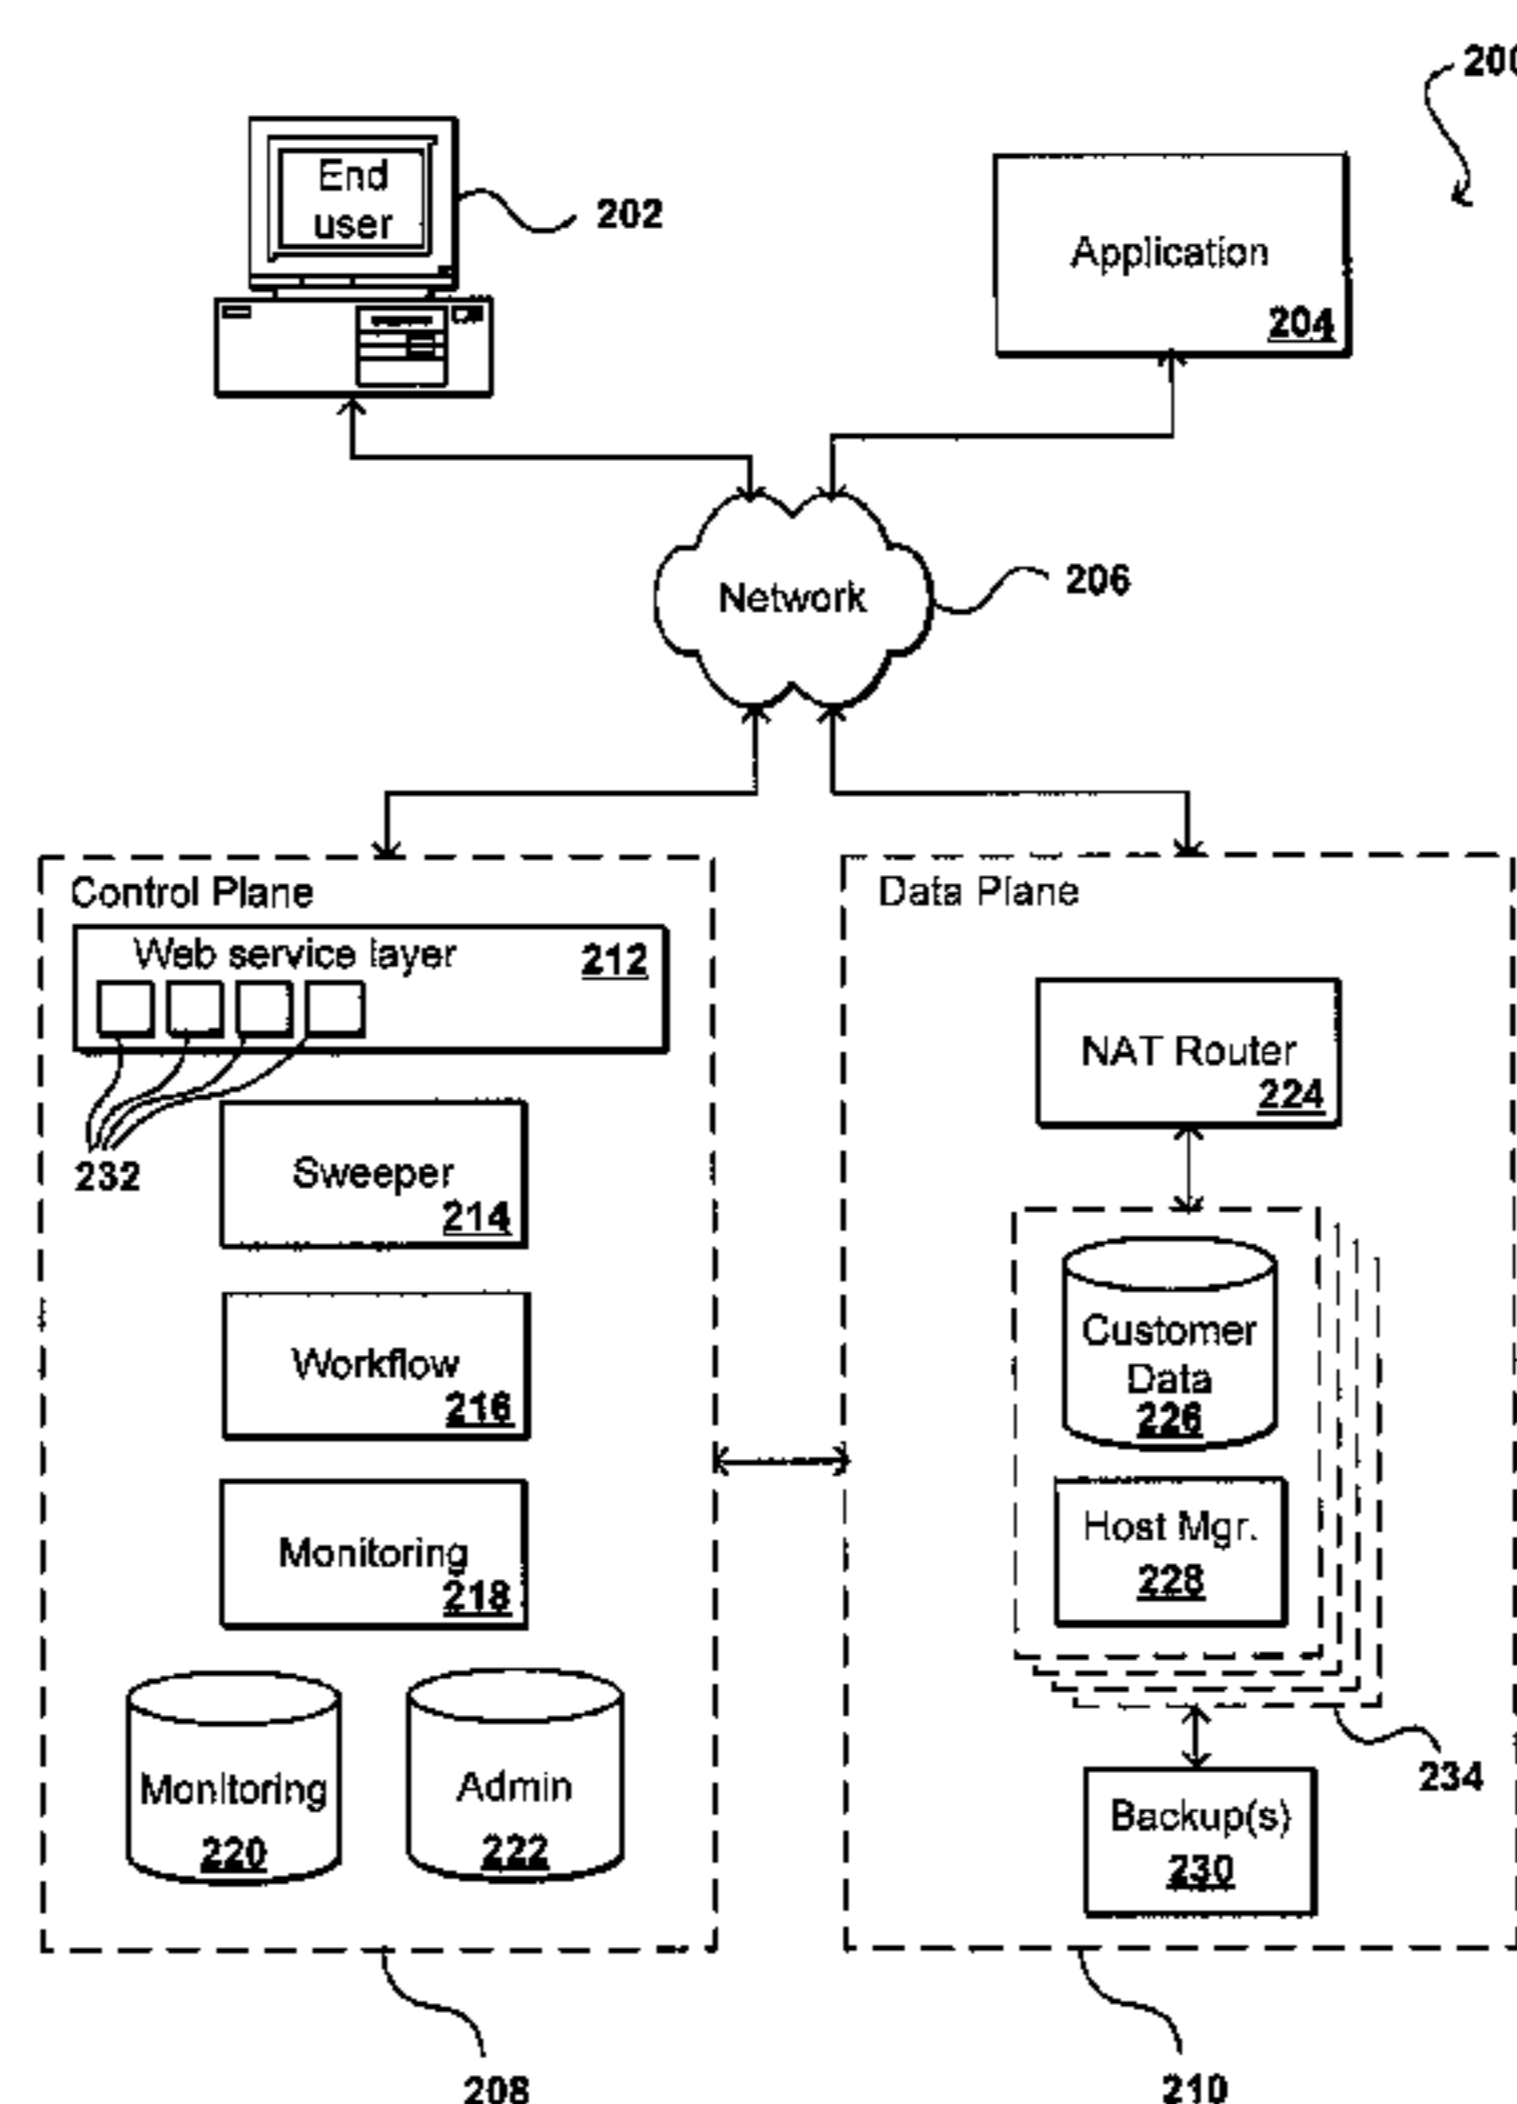 200
End
user
202
Application
204
Network
206
Control Plane
Web service layer
212
232
Sweeper
214
Workflow
216
Monitoring
218
Monitoring
220
Admin
222
208
Data Plane
NAT Router
224
Customer
Data
226
Host Mgr.
228
234
Backup(s)
230
210